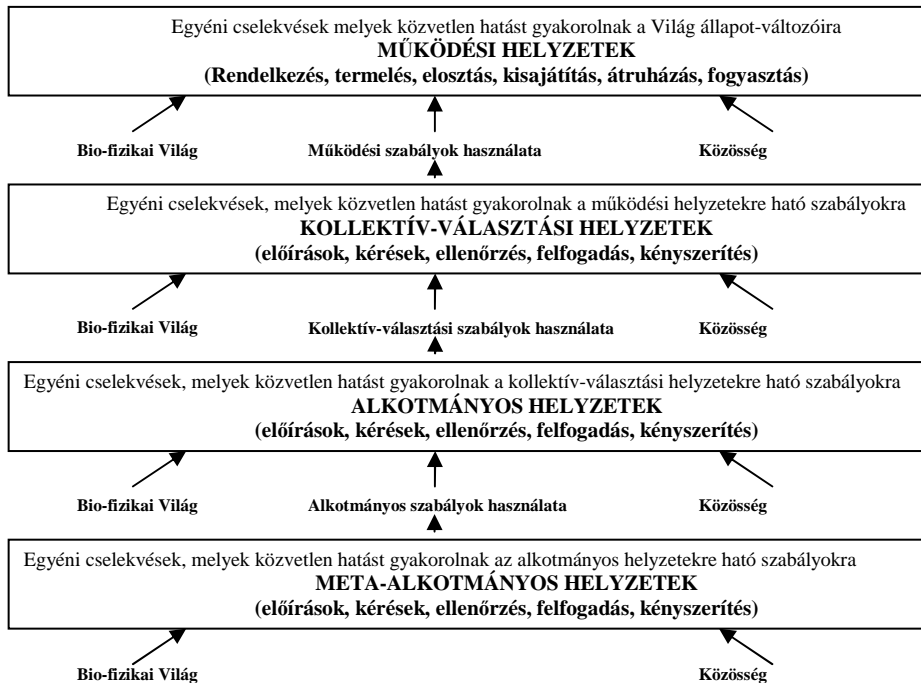 Egyéni cselekvések melyek közvetlen hatást gyakorolnak a Világ állapot-változóira
MŰKÖDÉSI HELYZETEK
(Rendelkezés, termelés, elosztás, kisajátítás, átruházás, fogyasztás)
Bio-fizikai Világ Működési szabályok használata Közösség
Egyéni cselekvések, melyek közvetlen hatást gyakorolnak a működési helyzetekre ható szabályokra
KOLLEKTÍV-VÁLASZTÁSI HELYZETEK
(előírások, kérések, ellenőrzés, felfogadás, kényszerítés)
Bio-fizikai Világ Kollektív-választási szabályok használata Közösség
Egyéni cselekvések, melyek közvetlen hatást gyakorolnak a kollektív-választási helyzetekre ható szabályokra
ALKOTMÁNYOS HELYZETEK
(előírások, kérések, ellenőrzés, felfogadás, kényszerítés)
Bio-fizikai Világ Alkotmányos szabályok használata Közösség
Egyéni cselekvések, melyek közvetlen hatást gyakorolnak az alkotmányos helyzetekre ható szabályokra
META-ALKOTMÁNYOS HELYZETEK
(előírások, kérések, ellenőrzés, felfogadás, kényszerítés)
Bio-fizikai Világ Közösség